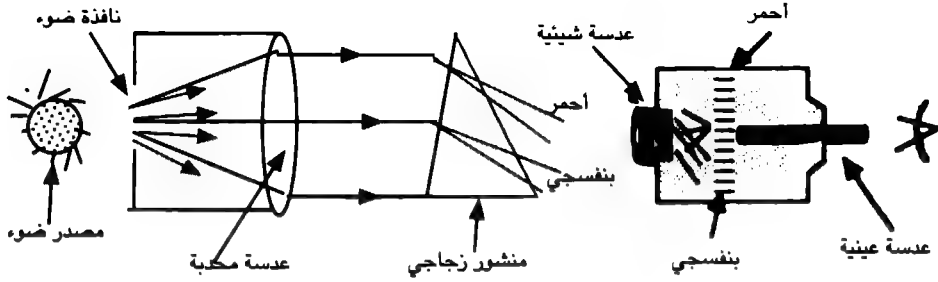 نافذة ضوء
أحمر
عدسة شيئية
أحمر
بنفسجي
مصدر ضوء
عدسة محدبة
منشور زجاجي
بنفسجي
عدسة عينية